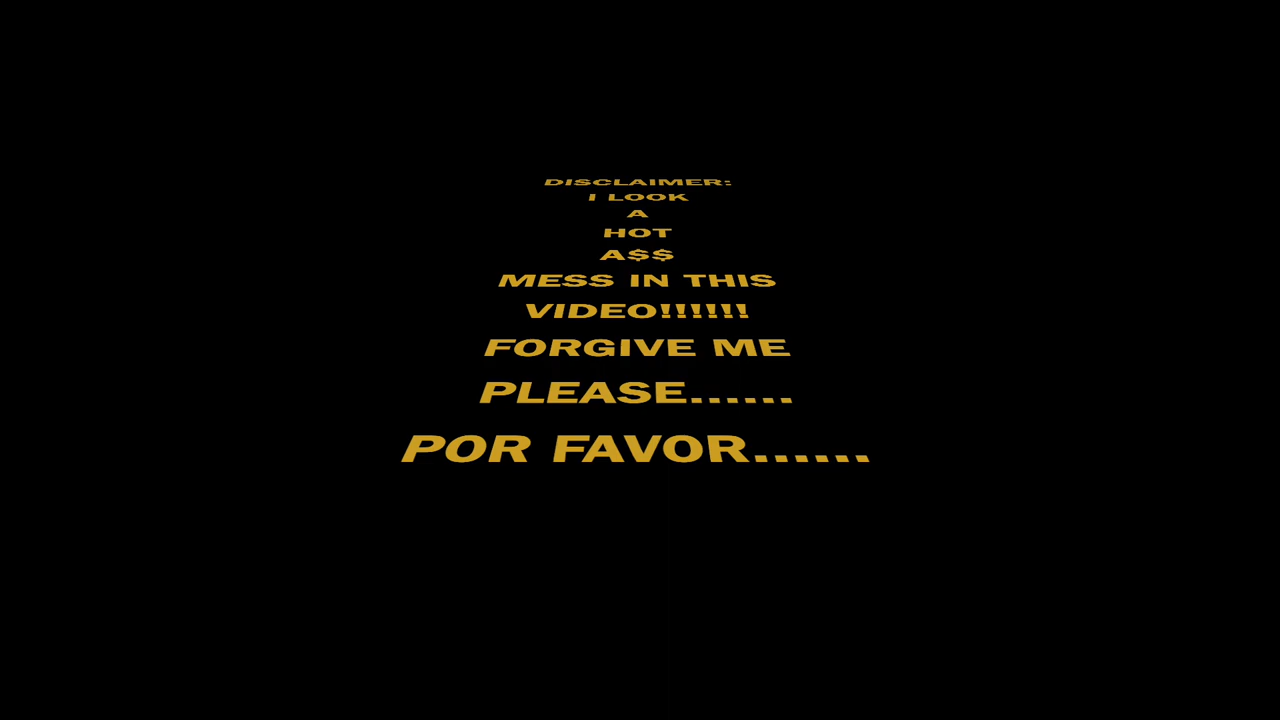 DISCLAIMER:
I LOOK
A
HOT
A$$
MESS IN THIS
VIDEO!!!!!!
FORGIVE ME
PLEASE......
POR FAVOR......